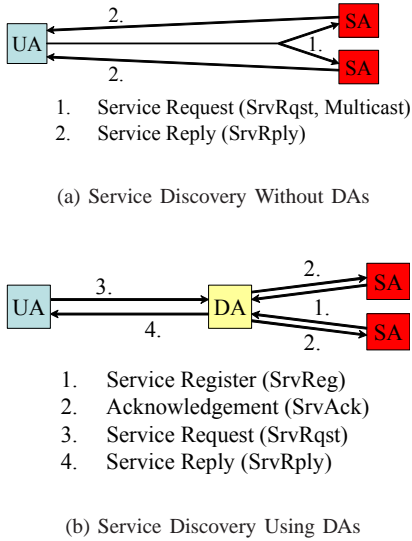 2.
SA
UA
1.
SA
2.
1. Service Request (SrvRqst, Multicast)
2. Service Reply (SrvRply)
(a) Service Discovery Without DAs
2.
SA
3.
UA
DA
1.
4.
SA
2.
1. Service Register (SrvReg)
2. Acknowledgement (SrvAck)
3. Service Request (SrvRqst)
4. Service Reply (SrvRply)
(b) Service Discovery Using DAs